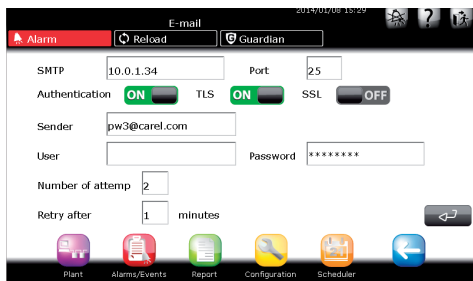 2014/01/08 15:29
E-mail
Alarm Reload Guardian
SMTP 10.0.1.34 Port 25
Authentication ON TLS ON SSL OFF
Sender pw3@carel.com
User Password ********
Number of attemp 2
Retry after 1 minutes
Plant Alarms/Events Report Configuration Scheduler